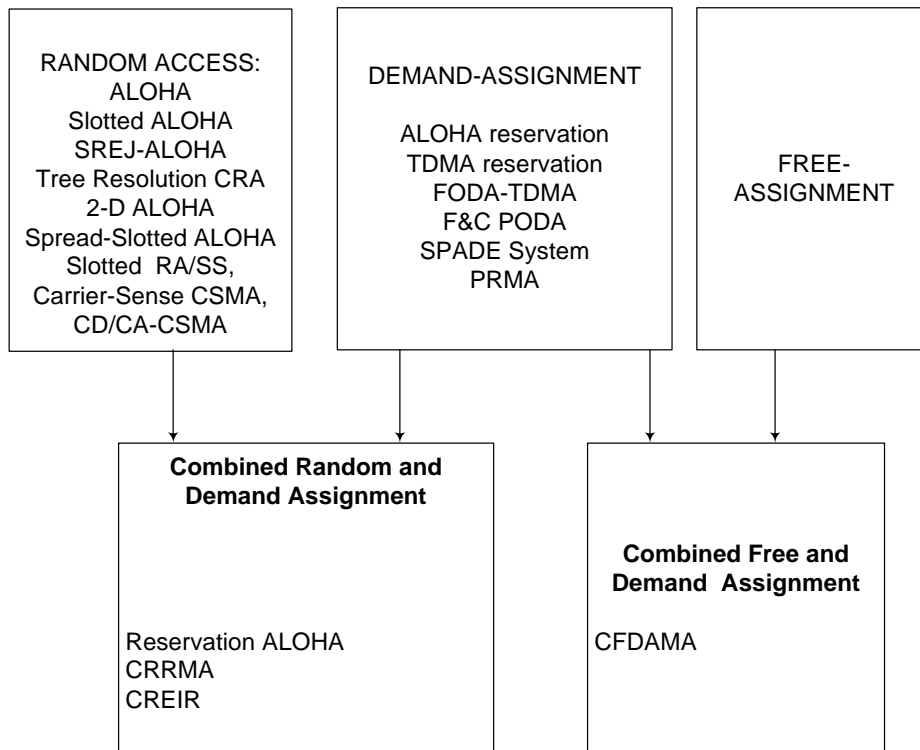 RANDOM ACCESS:
ALOHA
Slotted ALOHA
SREJ-ALOHA
Tree Resolution CRA
2-D ALOHA
Spread-Slotted ALOHA
Slotted RA/SS,
Carrier-Sense CSMA,
CD/CA-CSMA
DEMAND-ASSIGNMENT
ALOHA reservation
TDMA reservation
FODA-TDMA
F&C PODA
SPADE System
PRMA
FREE-
ASSIGNMENT
Combined Random and
Demand Assignment
Reservation ALOHA
CRRMA
CREIR
Combined Free and
Demand Assignment
CFDAMA